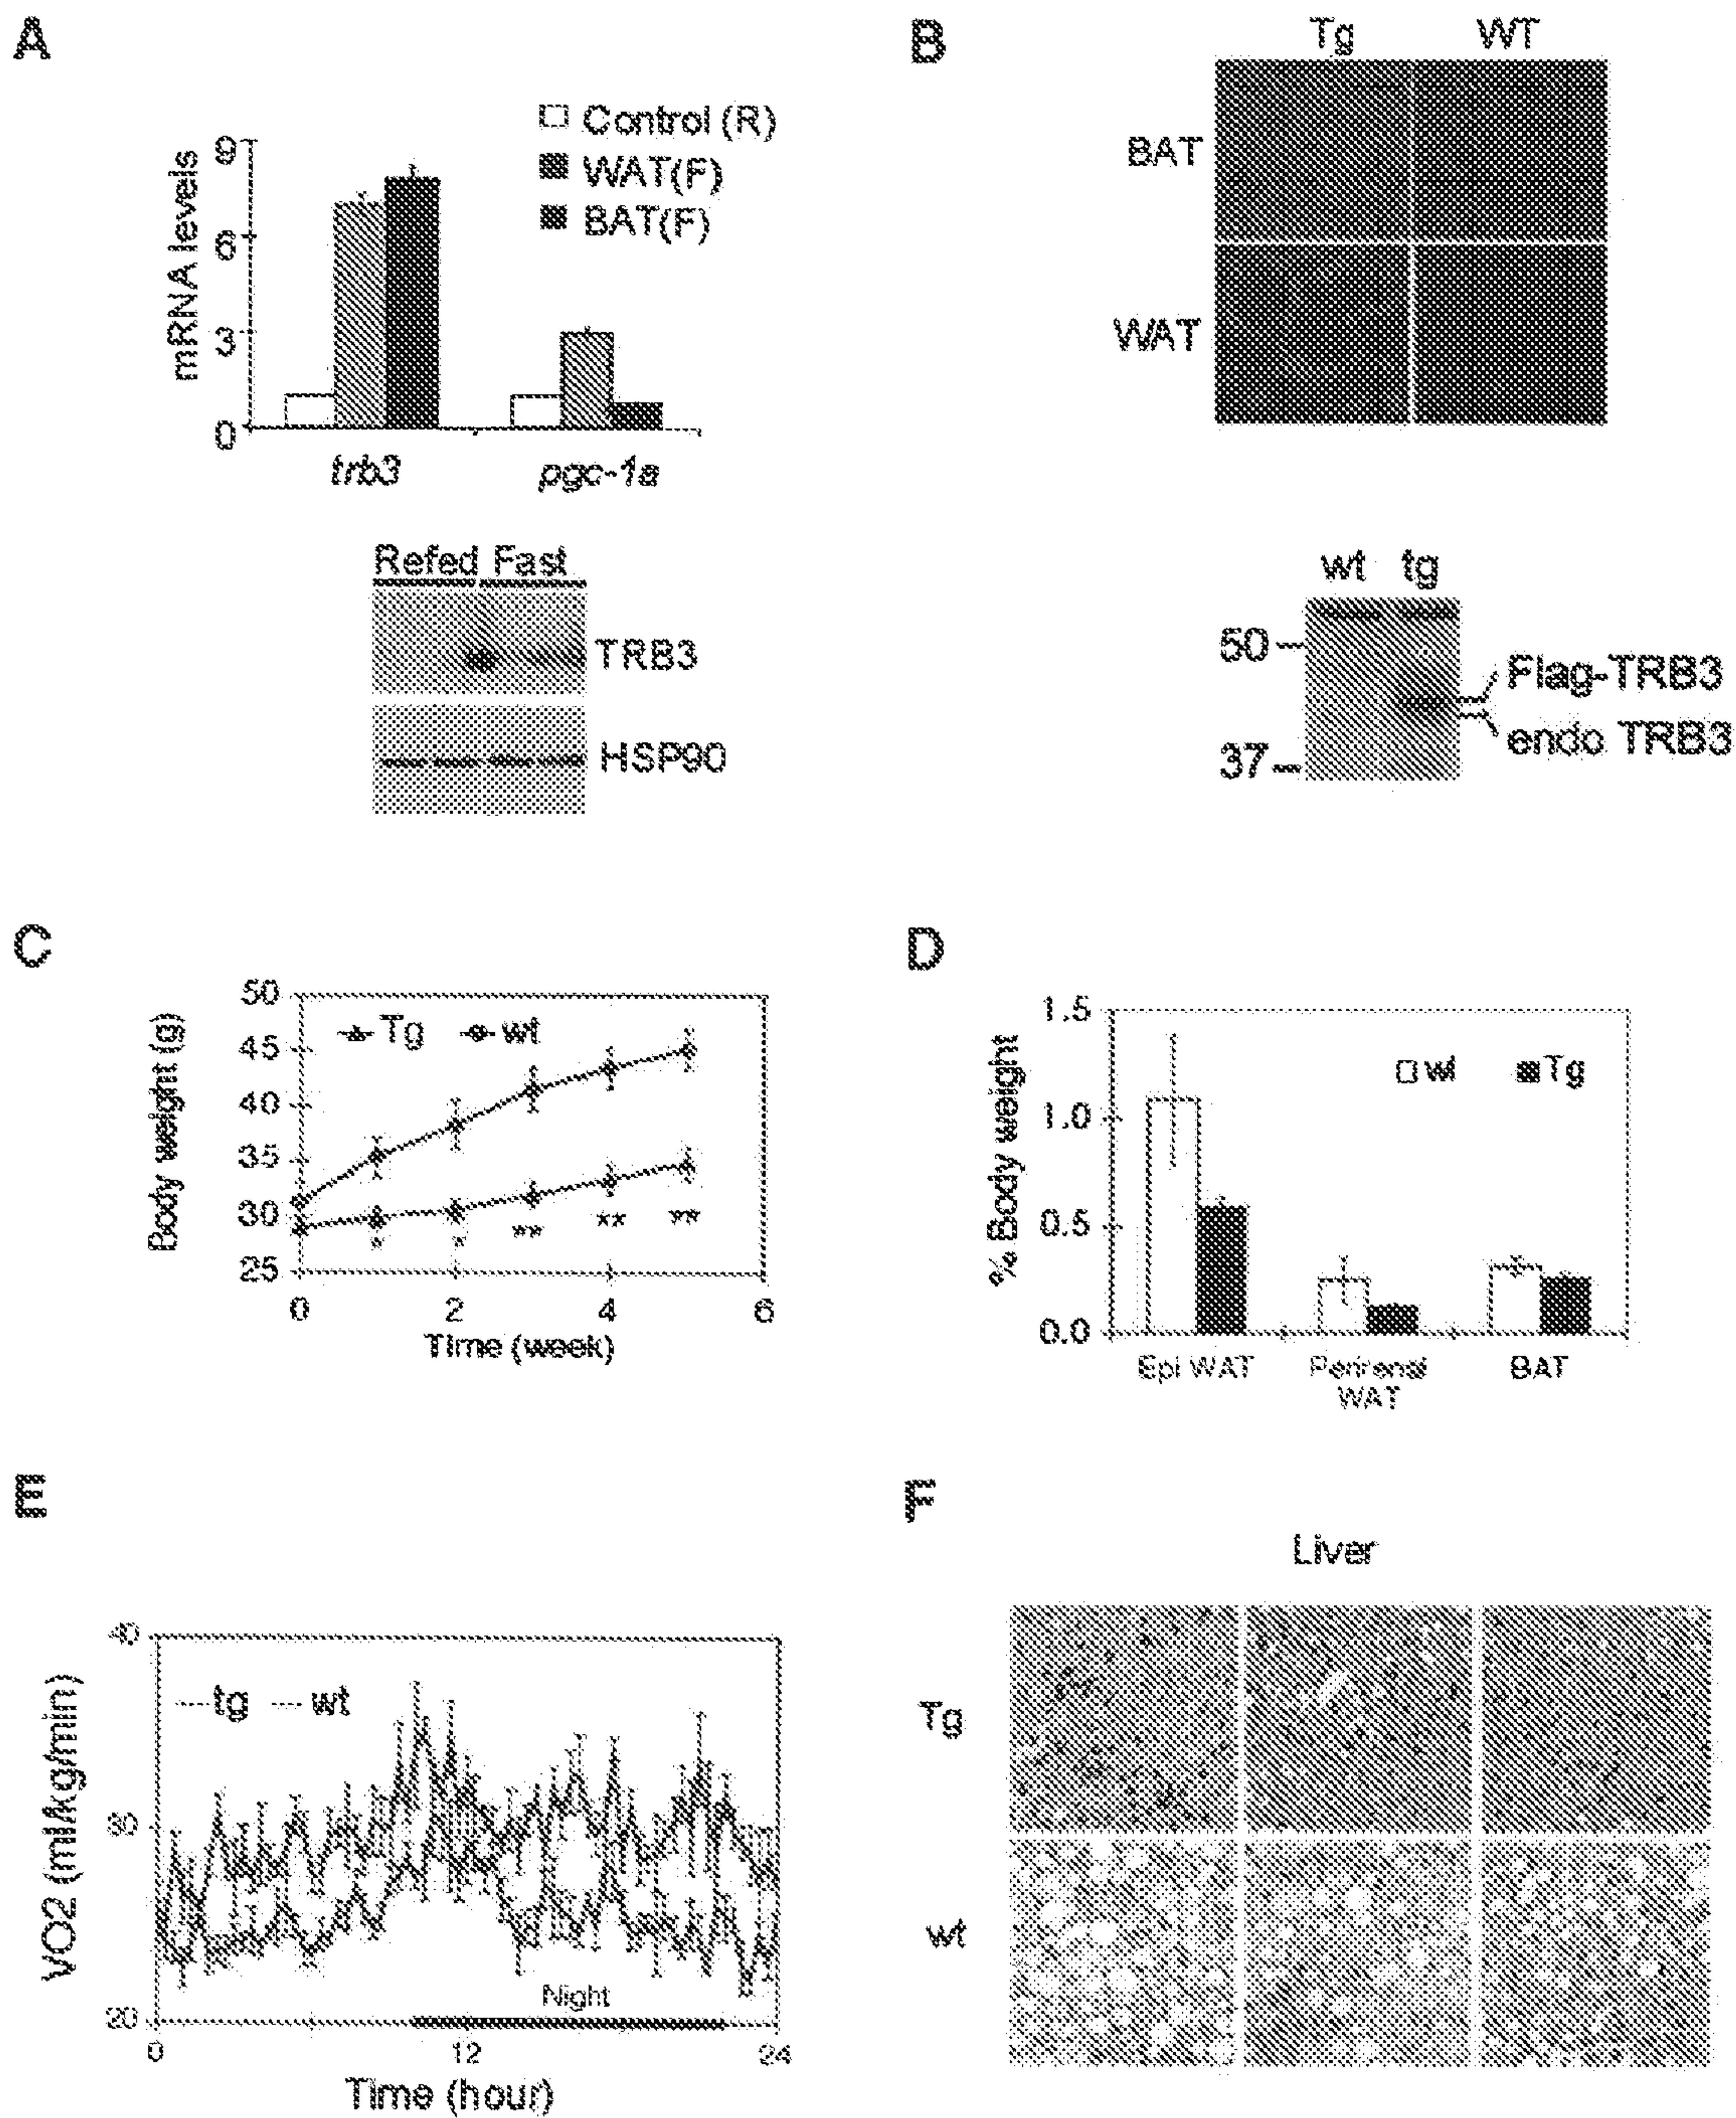 A
Control (R)
WAT(F)
BAT(F)
mRNA levels
9
6
3
0
trb3
pgc-1a
Refed Fast
TRB3
HSP90
B
Tg WT
BAT
WAT
wt tg
50
37
Flag-TRB3
endo TRB3
C
Body weight (g)
50
45
40
35
30
25
Tg wt
* * ** ** **
0 2 4 6
Time (week)
D
% Body weight
1.5
1.0
0.5
0.0
wt Tg
Epi WAT
Perirenal
WAT
BAT
E
VO2 (ml/kg/min)
40
30
20
tg wt
Night
0 12 24
Time (hour)
F
Liver
Tg
wt